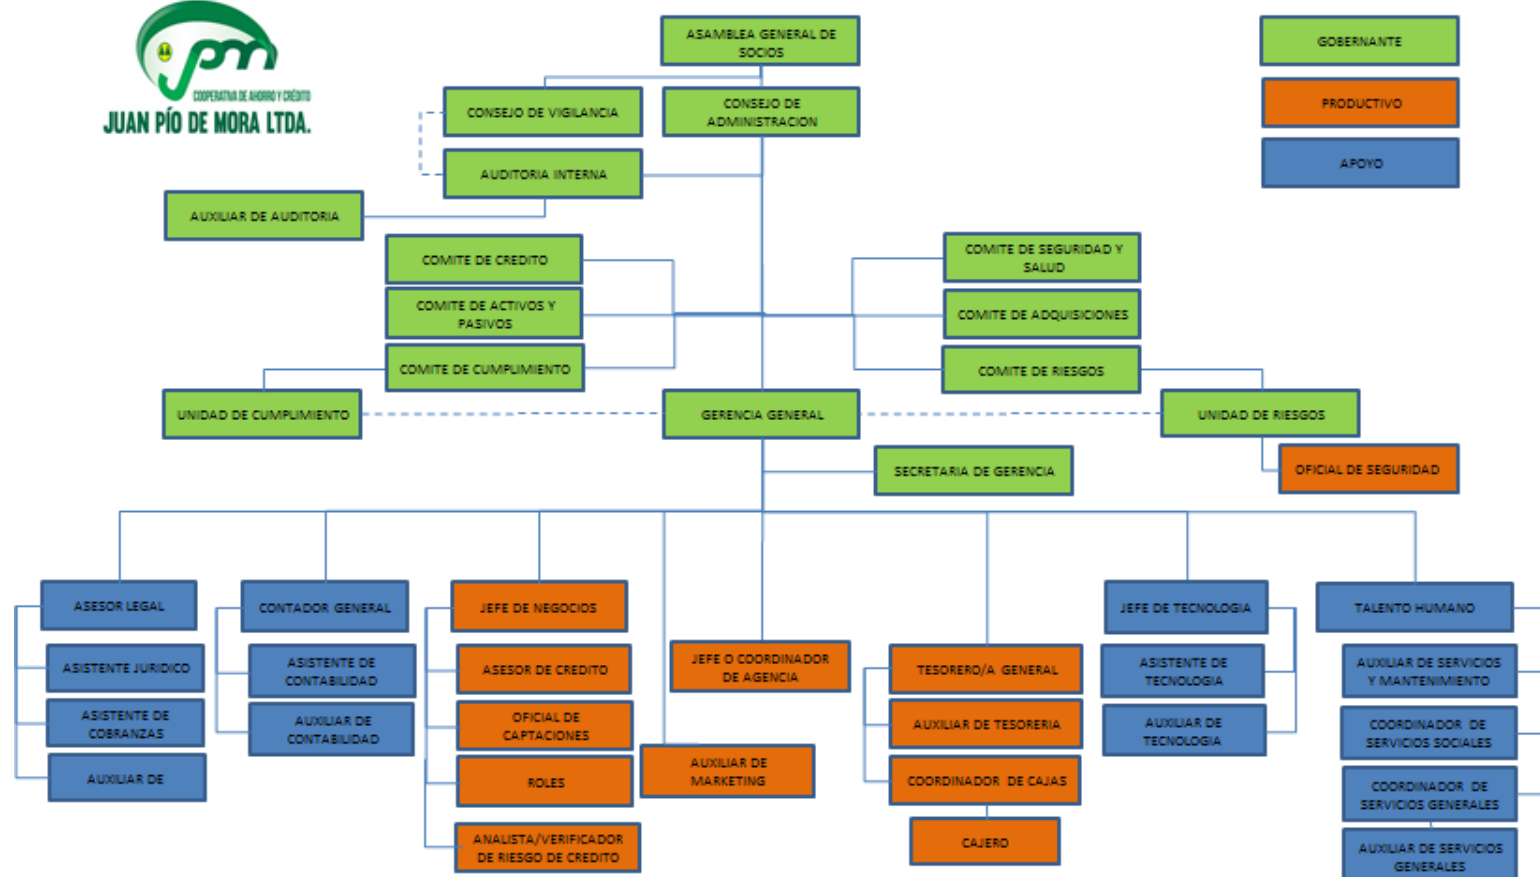 jpm
COOPERATIVA DE AHORRO Y CRÉDITO
JUAN PÍO DE MORA LTDA.
ASAMBLEA GENERAL DE
SOCIOS
GOBERNANTE
PRODUCTIVO
APOYO
CONSEJO DE VIGILANCIA
CONSEJO DE
ADMINISTRACION
AUDITORIA INTERNA
AUXILIAR DE AUDITORIA
COMITE DE CREDITO
COMITE DE SEGURIDAD Y
SALUD
COMITE DE ACTIVOS Y
PASIVOS
COMITE DE ADQUISICIONES
COMITE DE CUMPLIMIENTO
COMITE DE RIESGOS
UNIDAD DE CUMPLIMIENTO
GERENCIA GENERAL
UNIDAD DE RIESGOS
SECRETARIA DE GERENCIA
OFICIAL DE SEGURIDAD
ASESOR LEGAL
ASISTENTE JURIDICO
ASISTENTE DE
COBRANZAS
AUXILIAR DE
CONTADOR GENERAL
ASISTENTE DE
CONTABILIDAD
AUXILIAR DE
CONTABILIDAD
JEFE DE NEGOCIOS
ASESOR DE CREDITO
OFICIAL DE
CAPTACIONES
ROLES
ANALISTA/VERIFICADOR
DE RIESGO DE CREDITO
AUXILIAR DE
MARKETING
JEFE O COORDINADOR
DE AGENCIA
TESORERO/A GENERAL
AUXILIAR DE TESORERIA
COORDINADOR DE CAJAS
CAJERO
JEFE DE TECNOLOGIA
ASISTENTE DE
TECNOLOGIA
AUXILIAR DE
TECNOLOGIA
TALENTO HUMANO
AUXILIAR DE SERVICIOS
Y MANTENIMIENTO
COORDINADOR DE
SERVICIOS SOCIALES
COORDINADOR DE
SERVICIOS GENERALES
AUXILIAR DE SERVICIOS
GENERALES